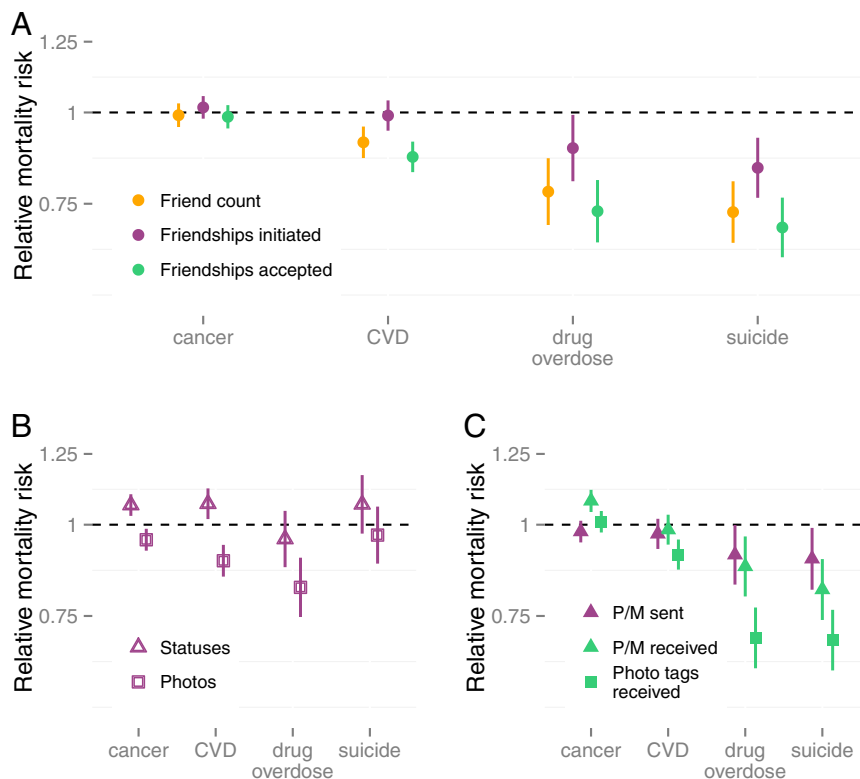 A
Relative mortality risk
1.25
1
0.75
Friend count
Friendships initiated
Friendships accepted
cancer
CVD
drug
overdose
suicide
B
Relative mortality risk
1.25
1
0.75
Statuses
Photos
cancer
CVD
drug
overdose
suicide
C
Relative mortality risk
1.25
1
0.75
P/M sent
P/M received
Photo tags
received
cancer
CVD
drug
overdose
suicide